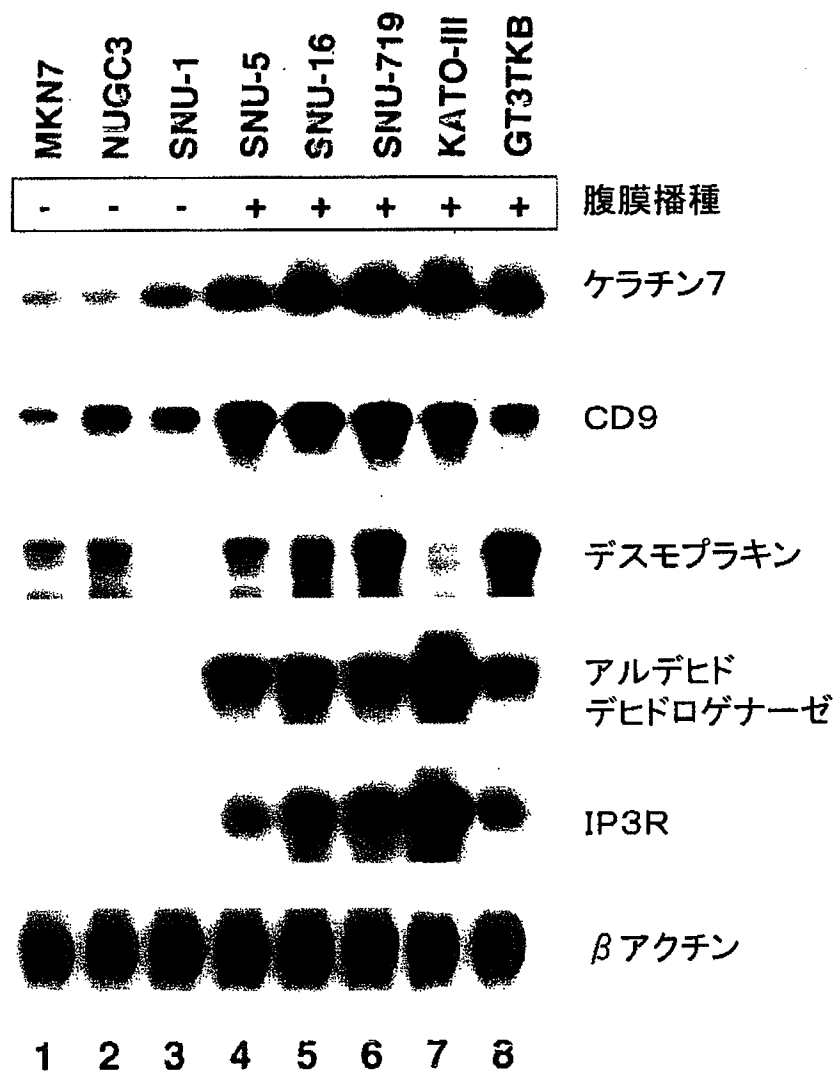 MKN7 NUGC3 SNU-1 SNU-5 SNU-16 SNU-719 KATO-III GT3TKB
- - - + + + + + 腹膜播種
ケラチン7
CD9
デスモプラキン
アルデヒド
デヒドロゲナーゼ
IP3R
βアクチン
1 2 3 4 5 6 7 8